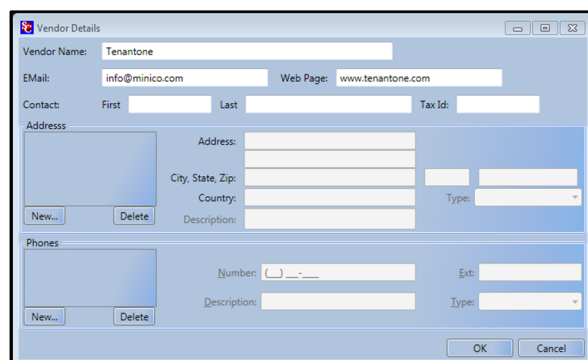 SC Vendor Details
Vendor Name: Tenantone
EMail: info@minico.com Web Page: www.tenantone.com
Contact: First Last Tax Id:
Addresss
Address:
City, State, Zip:
Country: Type:
New... Delete Description:
Phones
Number: (__) __-___ Ext:
Description: Type:
New... Delete
OK Cancel